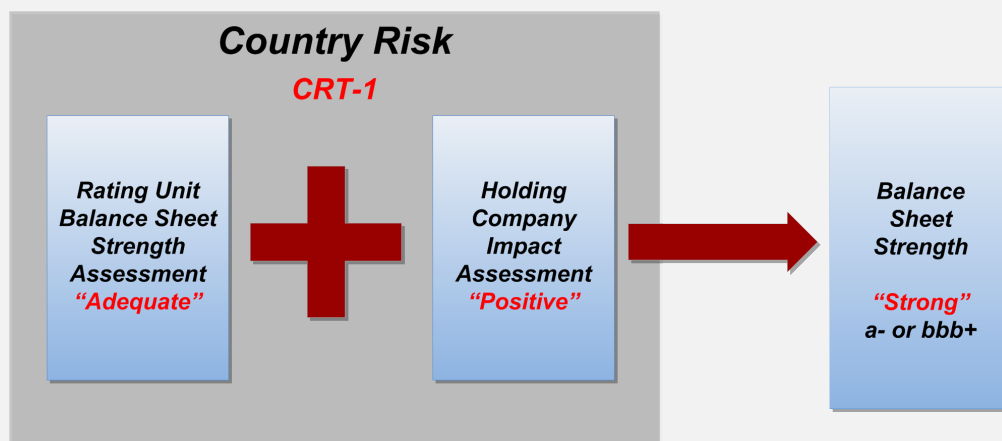 Country Risk
CRT-1
Rating Unit
Balance Sheet
Strength
Assessment
“Adequate”
Holding
Company
Impact
Assessment
“Positive”
Balance
Sheet
Strength
“Strong”
a- or bbb+